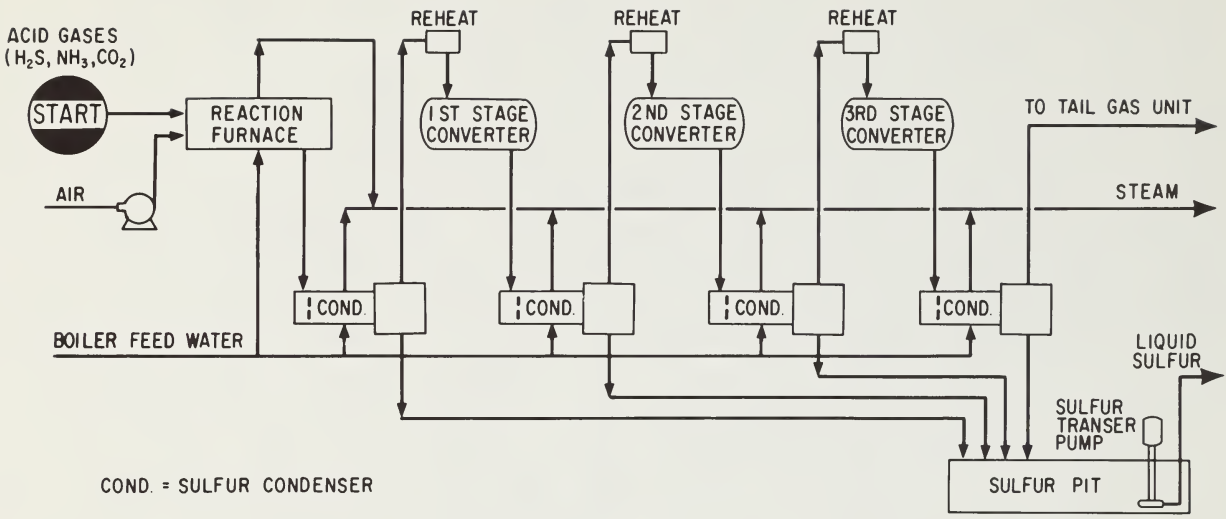 ACID GASES
(H₂S, NH₃, CO₂)
START
AIR
REACTION
FURNACE
REHEAT
1ST STAGE
CONVERTER
REHEAT
2ND STAGE
CONVERTER
REHEAT
3RD STAGE
CONVERTER
TO TAIL GAS UNIT
STEAM
COND.
COND.
COND.
COND.
BOILER FEED WATER
LIQUID
SULFUR
SULFUR
TRANSER
PUMP
SULFUR PIT
COND. = SULFUR CONDENSER